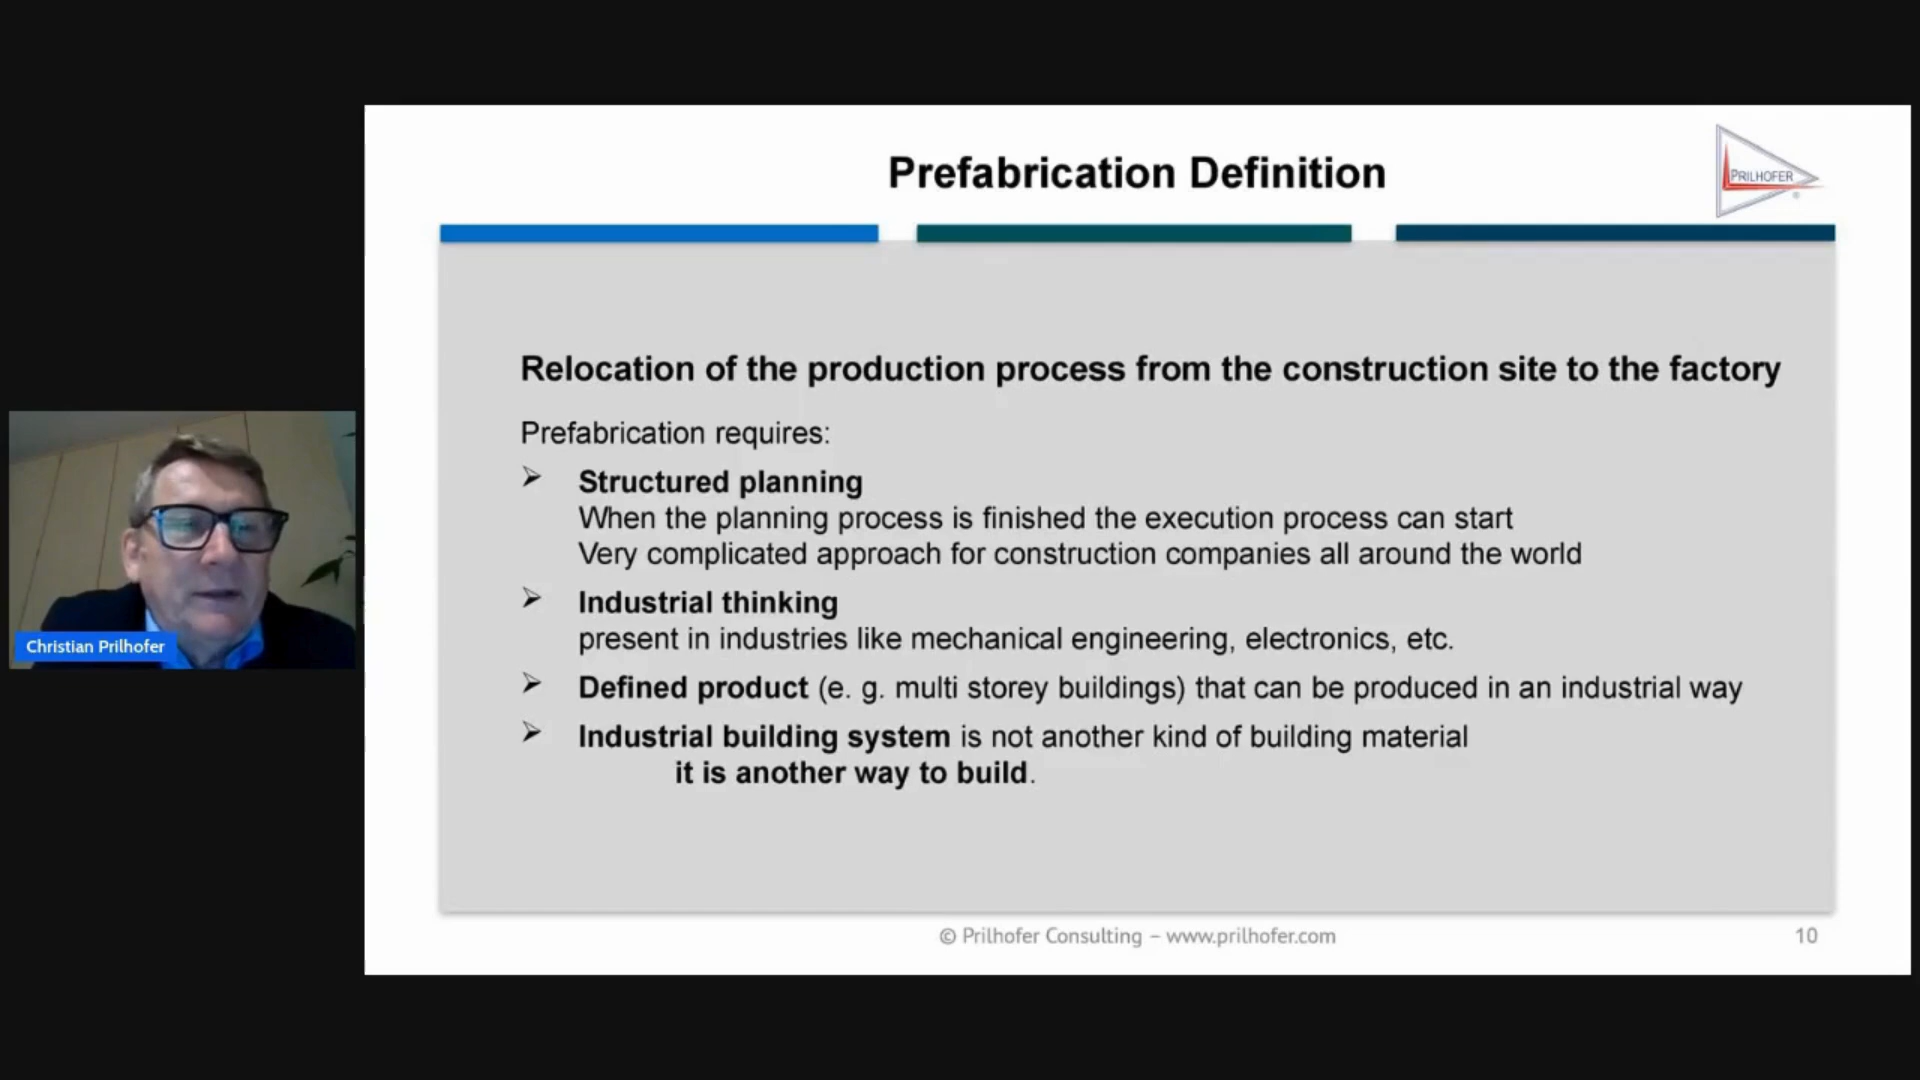 Prefabrication Definition
PRILHOFER
®
Relocation of the production process from the construction site to the factory
Prefabrication requires:
➢ Structured planning
When the planning process is finished the execution process can start
Very complicated approach for construction companies all around the world
➢ Industrial thinking
present in industries like mechanical engineering, electronics, etc.
➢ Defined product (e. g. multi storey buildings) that can be produced in an industrial way
➢ Industrial building system is not another kind of building material
it is another way to build.
Christian Prilhofer
© Prilhofer Consulting – www.prilhofer.com
10